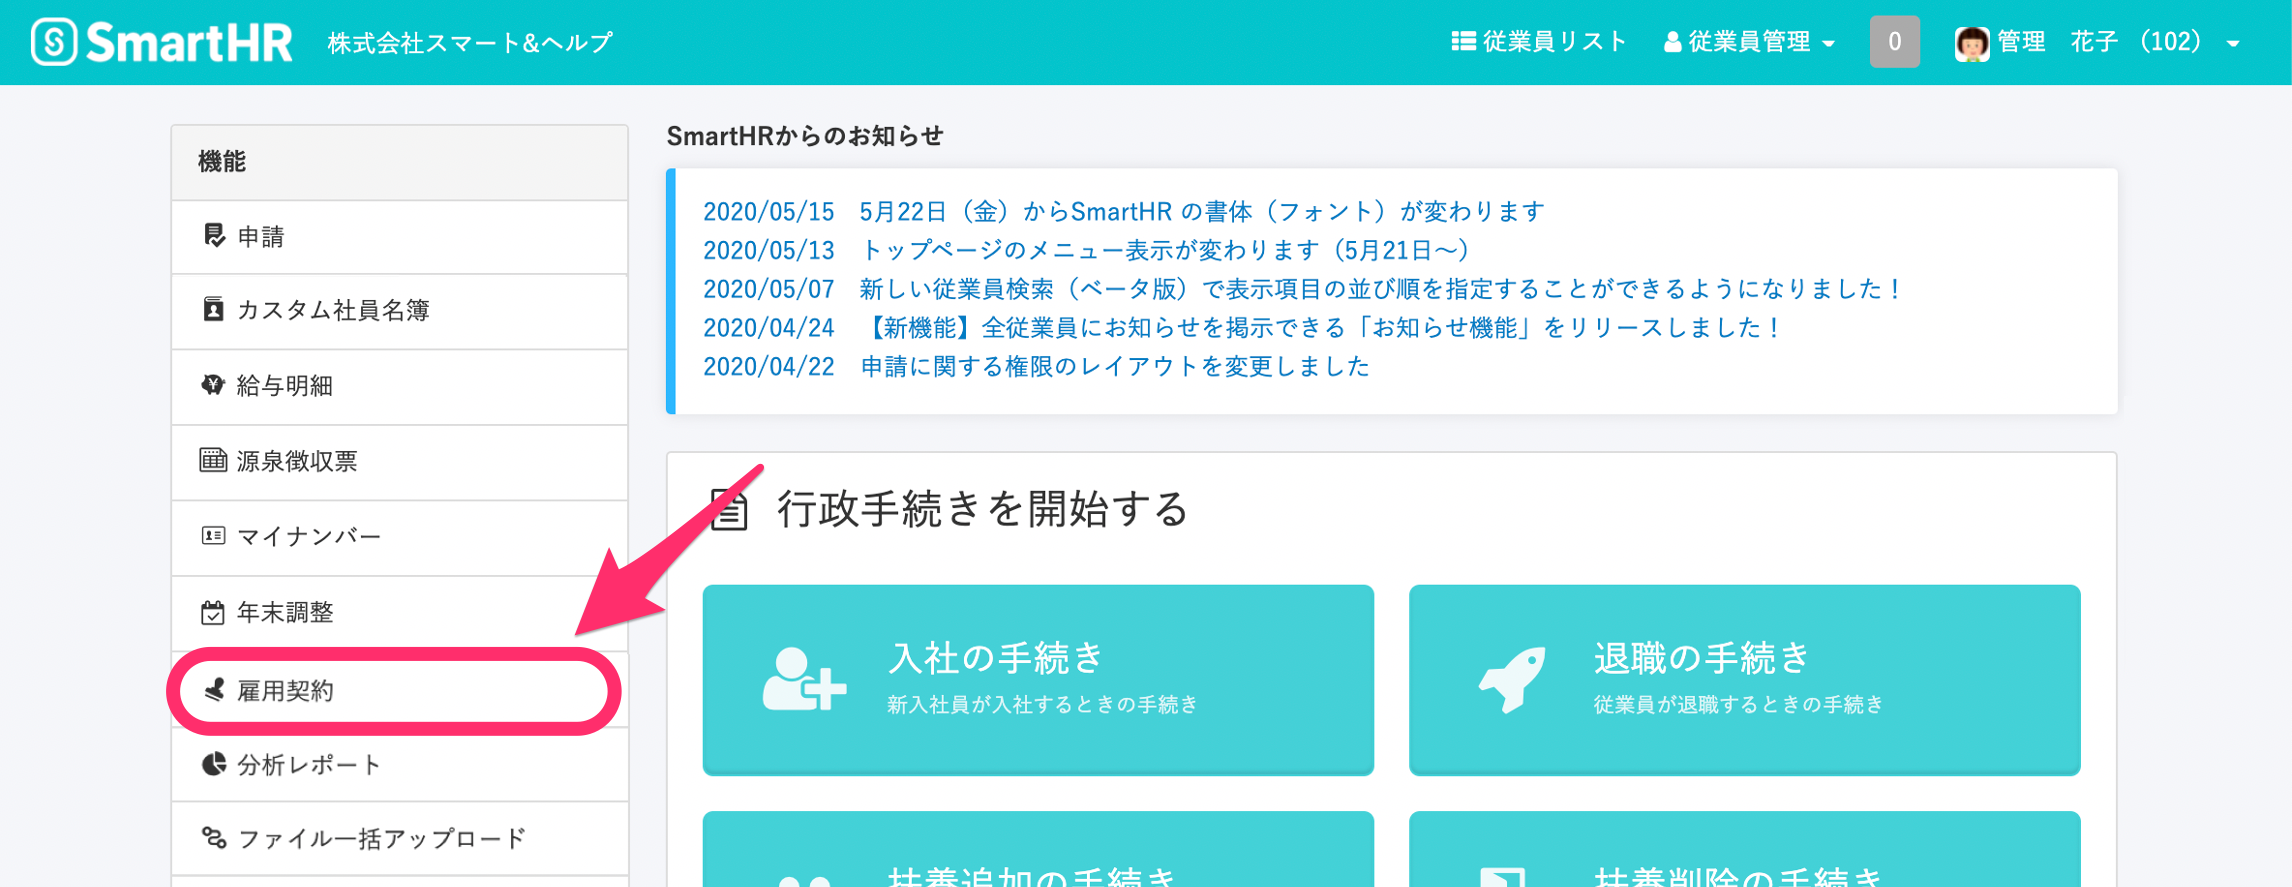 SmartHR 株式会社スマート&ヘルプ 従業員リスト 従業員管理 0 管理 花子 （102）
機能
申請
カスタム社員名簿
給与明細
源泉徴収票
マイナンバー
年末調整
雇用契約
分析レポート
ファイル一括アップロード
SmartHRからのお知らせ
2020/05/15 5月22日（金）からSmartHR の書体（フォント）が変わります
2020/05/13 トップページのメニュー表示が変わります（5月21日〜）
2020/05/07 新しい従業員検索（ベータ版）で表示項目の並び順を指定することができるようになりました！
2020/04/24 【新機能】全従業員にお知らせを掲示できる「お知らせ機能」をリリースしました！
2020/04/22 申請に関する権限のレイアウトを変更しました
行政手続きを開始する
入社の手続き
新入社員が入社するときの手続き
退職の手続き
従業員が退職するときの手続き
扶養追加の手続き
扶養削除の手続き